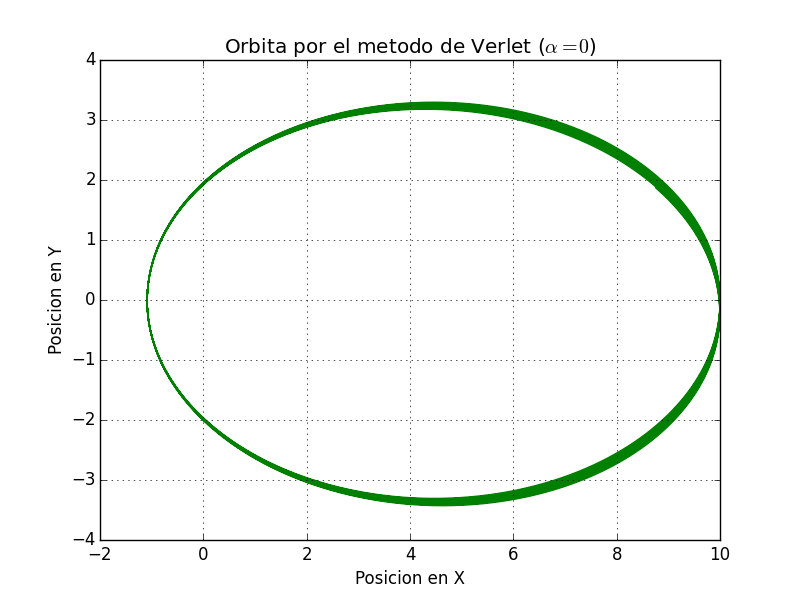 Orbita por el metodo de Verlet (α = 0)
4
3
2
1
0
−1
−2
−3
−4
Posicion en Y
−2 0 2 4 6 8 10
Posicion en X